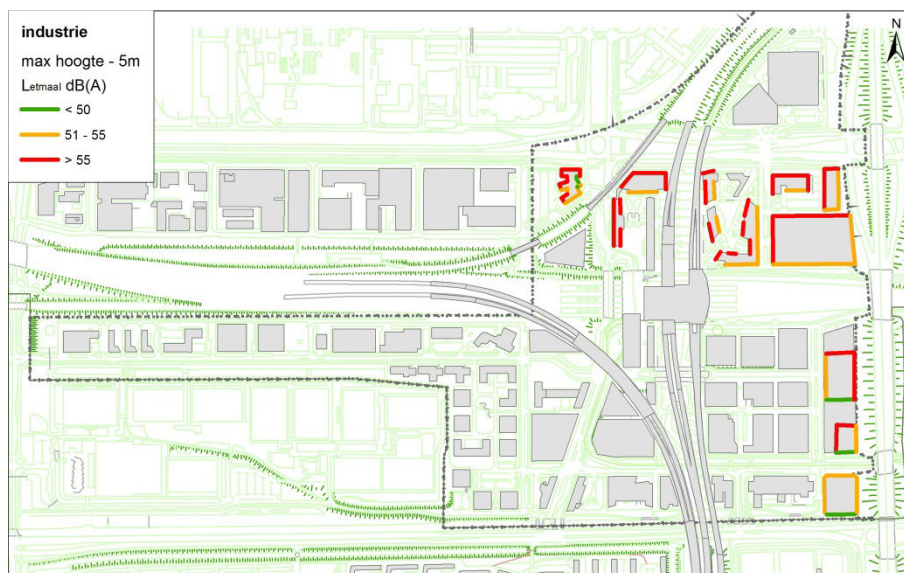 industrie
max hoogte - 5m
Letmaal dB(A)
< 50
51 - 55
> 55
N